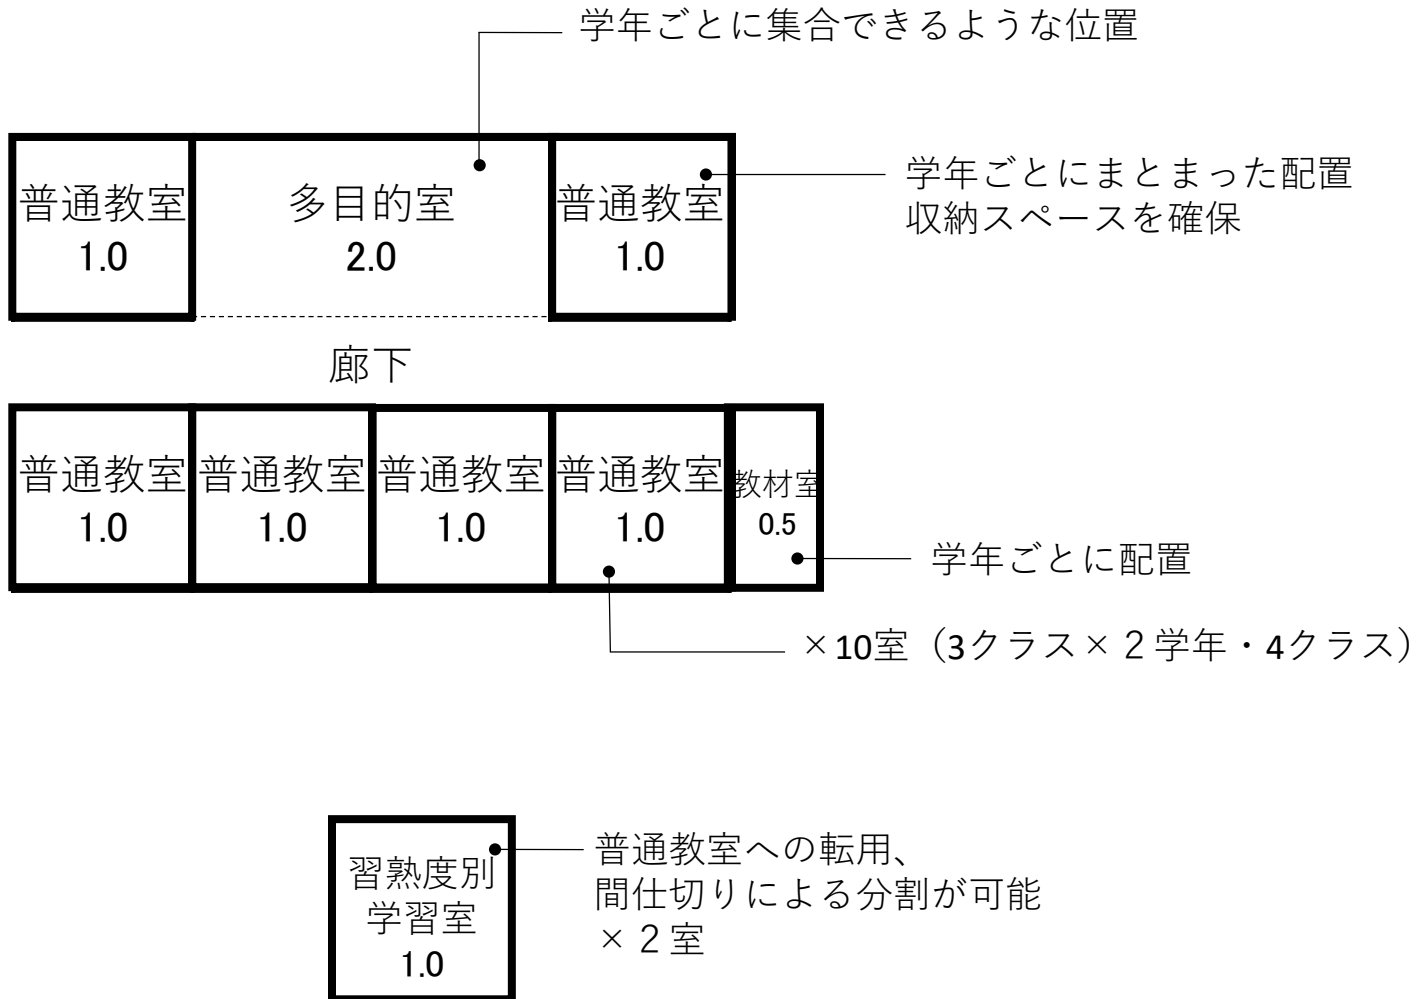 学年ごとに集合できるような位置
普通教室
1.0
多目的室
2.0
普通教室
1.0
学年ごとにまとまった配置
収納スペースを確保
廊下
普通教室
1.0
普通教室
1.0
普通教室
1.0
普通教室
1.0
教材室
0.5
学年ごとに配置
×10室（3クラス×２学年・4クラス）
習熟度別
学習室
1.0
普通教室への転用、
間仕切りによる分割が可能
×２室